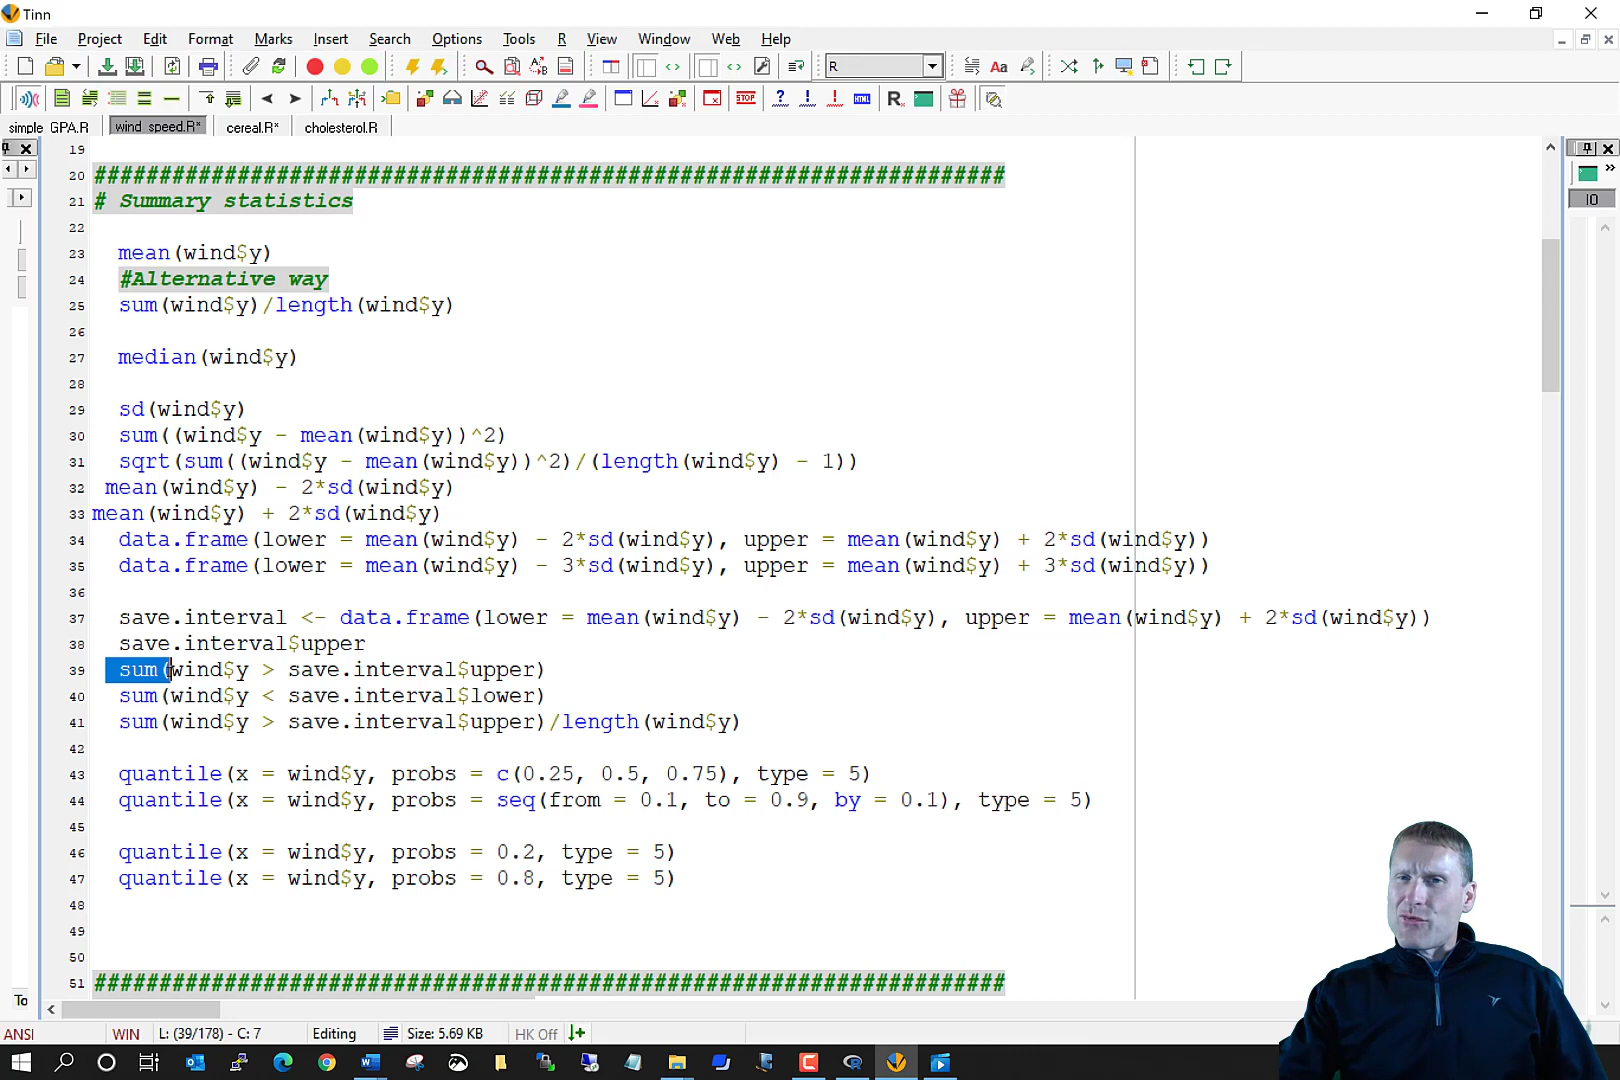 Tinn
File Project Edit Format Marks Insert Search Options Tools R View Window Web Help
R
simple_GPA.R wind_speed.R* cereal.R* cholesterol.R
19
20 ######################################################################
21 # Summary statistics
22
23 mean(wind$y)
24 #Alternative way
25 sum(wind$y)/length(wind$y)
26
27 median(wind$y)
28
29 sd(wind$y)
30 sum((wind$y - mean(wind$y))^2)
31 sqrt(sum((wind$y - mean(wind$y))^2)/(length(wind$y) - 1))
32 mean(wind$y) - 2*sd(wind$y)
33 mean(wind$y) + 2*sd(wind$y)
34 data.frame(lower = mean(wind$y) - 2*sd(wind$y), upper = mean(wind$y) + 2*sd(wind$y))
35 data.frame(lower = mean(wind$y) - 3*sd(wind$y), upper = mean(wind$y) + 3*sd(wind$y))
36
37 save.interval <- data.frame(lower = mean(wind$y) - 2*sd(wind$y), upper = mean(wind$y) + 2*sd(wind$y))
38 save.interval$upper
39 sum(wind$y > save.interval$upper)
40 sum(wind$y < save.interval$lower)
41 sum(wind$y > save.interval$upper)/length(wind$y)
42
43 quantile(x = wind$y, probs = c(0.25, 0.5, 0.75), type = 5)
44 quantile(x = wind$y, probs = seq(from = 0.1, to = 0.9, by = 0.1), type = 5)
45
46 quantile(x = wind$y, probs = 0.2, type = 5)
47 quantile(x = wind$y, probs = 0.8, type = 5)
48
49
50
51 ######################################################################
IO
To
ANSI WIN L: (39/178) - C: 7 Editing Size: 5.69 KB HK Off